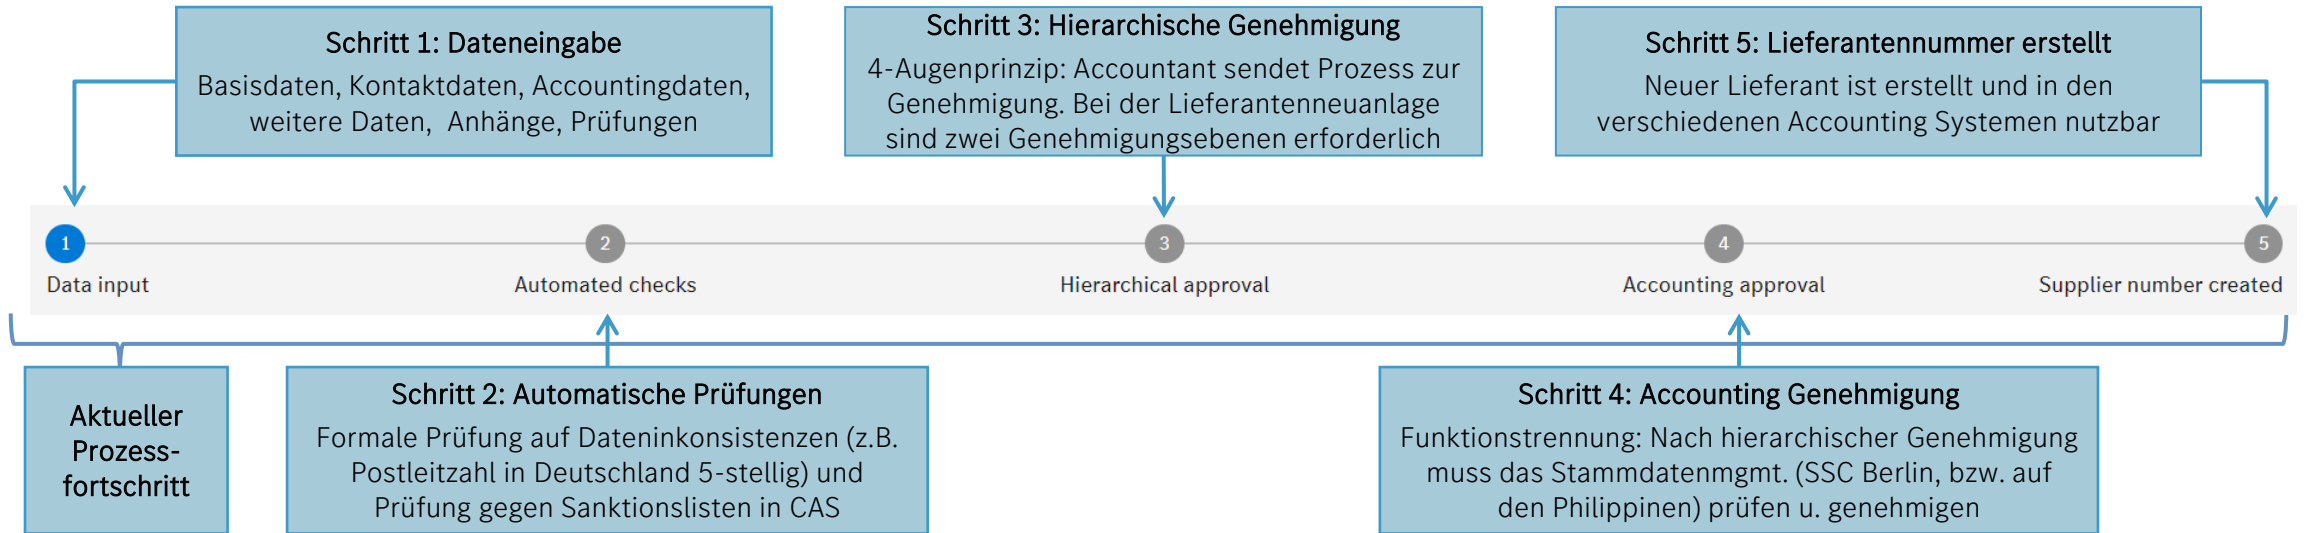 Schritt 1: Dateneingabe
Basisdaten, Kontaktdaten, Accountingdaten,
weitere Daten, Anhänge, Prüfungen
Schritt 3: Hierarchische Genehmigung
4-Augenprinzip: Accountant sendet Prozess zur
Genehmigung. Bei der Lieferantenneuanlage
sind zwei Genehmigungsebenen erforderlich
Schritt 5: Lieferantennummer erstellt
Neuer Lieferant ist erstellt und in den
verschiedenen Accounting Systemen nutzbar
1
2
3
4
5
Data input
Automated checks
Hierarchical approval
Accounting approval
Supplier number created
Aktueller
Prozess-
fortschritt
Schritt 2: Automatische Prüfungen
Formale Prüfung auf Dateninkonsistenzen (z.B.
Postleitzahl in Deutschland 5-stellig) und
Prüfung gegen Sanktionslisten in CAS
Schritt 4: Accounting Genehmigung
Funktionstrennung: Nach hierarchischer Genehmigung
muss das Stammdatenmgmt. (SSC Berlin, bzw. auf
den Philippinen) prüfen u. genehmigen